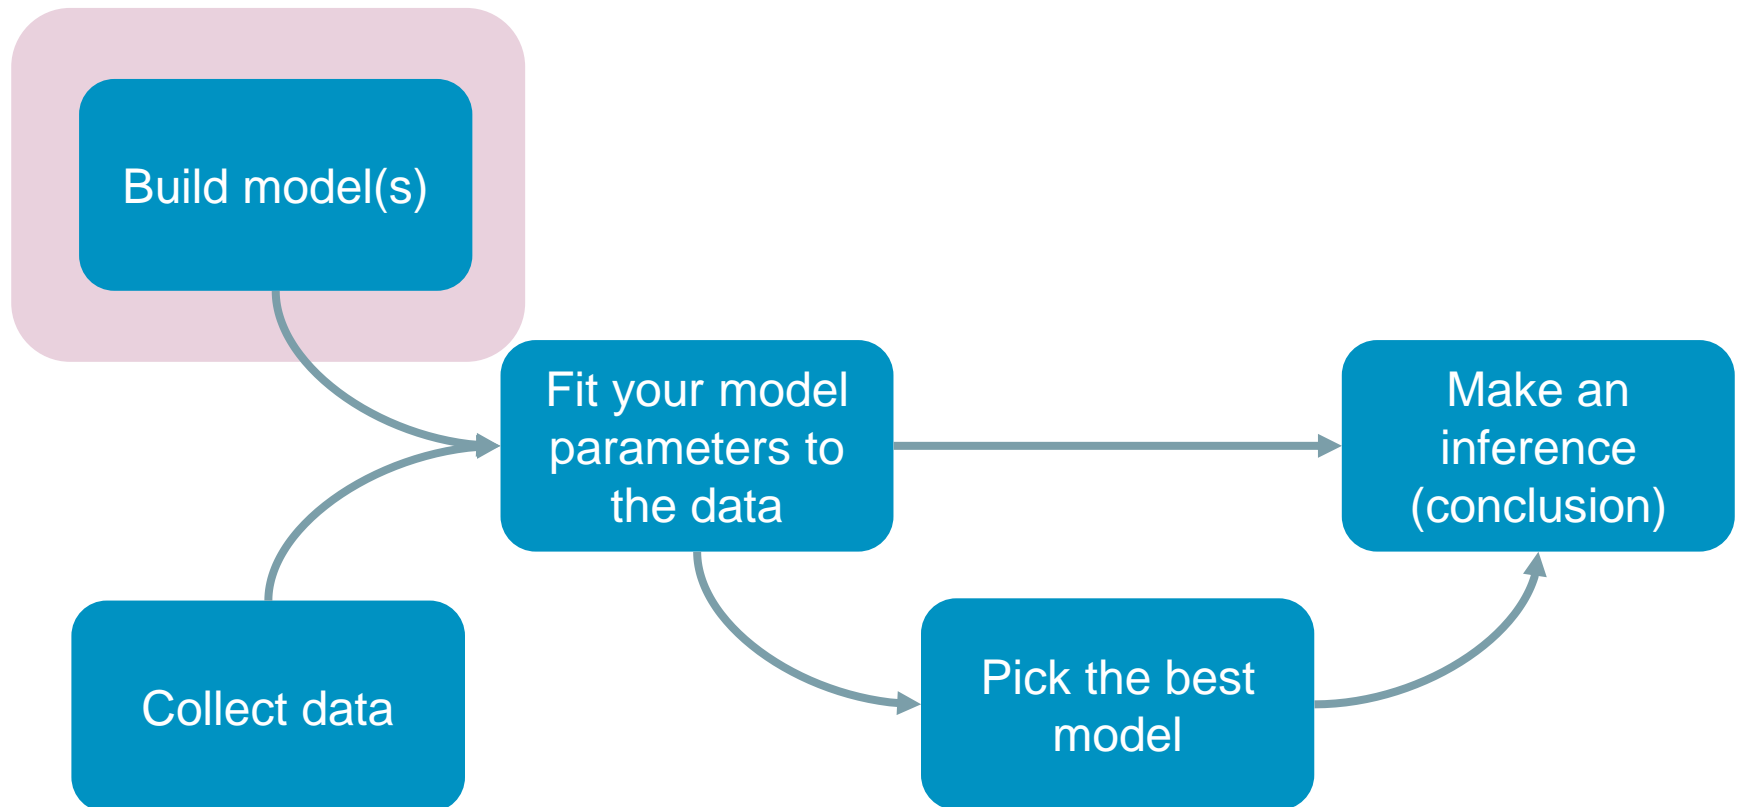 Build model(s)
Fit your model
parameters to
the data
Make an
inference
(conclusion)
Collect data
Pick the best
model